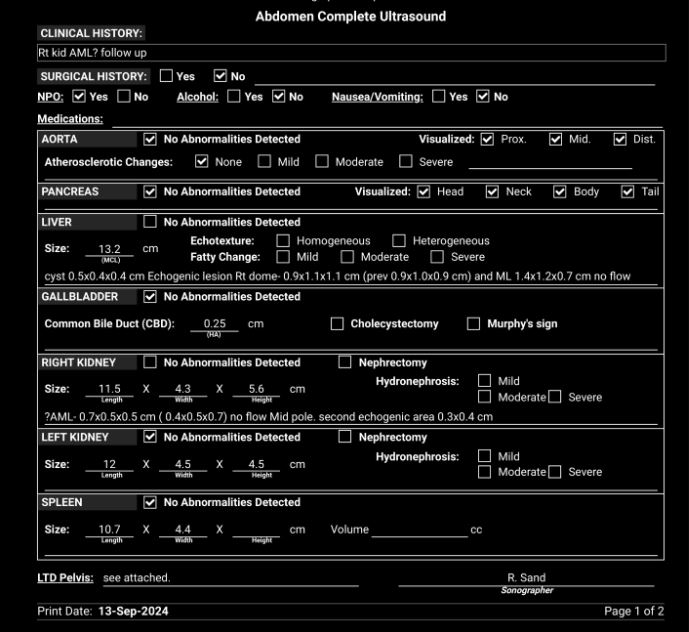 Abdomen Complete Ultrasound
CLINICAL HISTORY:
Rt kid AML? follow up
SURGICAL HISTORY: Yes No
NPO: Yes No Alcohol: Yes No Nausea/Vomiting: Yes No
Medications:
AORTA No Abnormalities Detected Visualized: Prox. Mid. Dist.
Atherosclerotic Changes: None Mild Moderate Severe
PANCREAS No Abnormalities Detected Visualized: Head Neck Body Tail
LIVER No Abnormalities Detected
Echotexture: Homogeneous Heterogeneous
Size: 13.2 cm
(MCL)
Fatty Change: Mild Moderate Severe
cyst 0.5x0.4x0.4 cm Echogenic lesion Rt dome- 0.9x1.1x1.1 cm (prev 0.9x1.0x0.9 cm) and ML 1.4x1.2x0.7 cm no flow
GALLBLADDER No Abnormalities Detected
Common Bile Duct (CBD): 0.25 cm Cholecystectomy Murphy's sign
(HA)
RIGHT KIDNEY No Abnormalities Detected Nephrectomy
Hydronephrosis: Mild
Size: 11.5 X 4.3 X 5.6 cm
Length Width Height
Moderate Severe
?AML- 0.7x0.5x0.5 cm ( 0.4x0.5x0.7) no flow Mid pole. second echogenic area 0.3x0.4 cm
LEFT KIDNEY No Abnormalities Detected Nephrectomy
Hydronephrosis: Mild
Size: 12 X 4.5 X 4.5 cm
Length Width Height
Moderate Severe
SPLEEN No Abnormalities Detected
Size: 10.7 X 4.4 X cm Volume cc
Length Width Height
LTD Pelvis: see attached. R. Sand
Sonographer
Print Date: 13-Sep-2024 Page 1 of 2